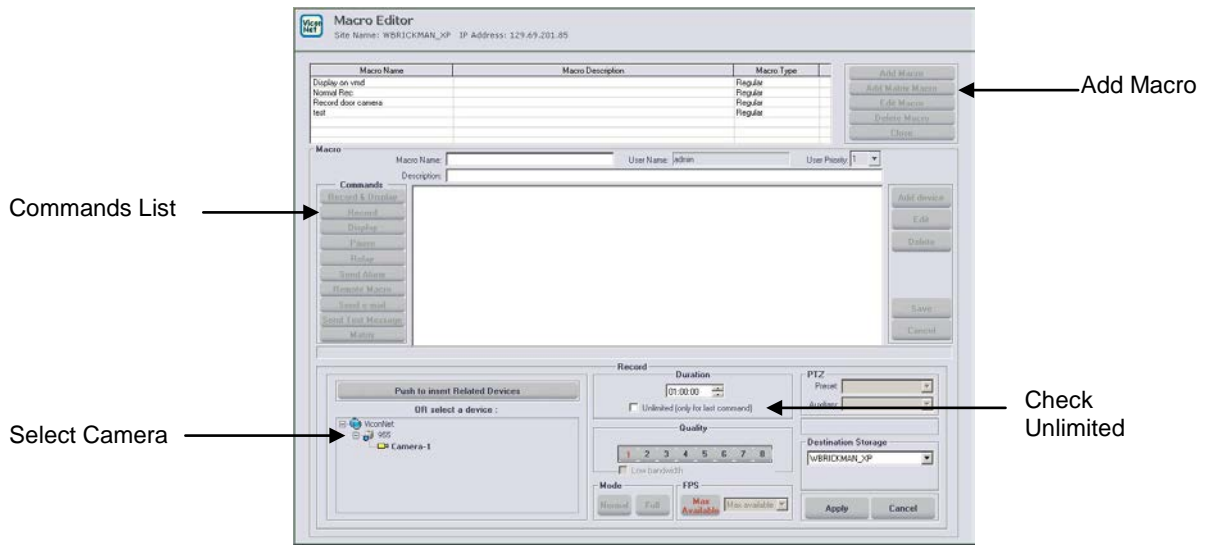 Vicon Net
Macro Editor
Site Name: WBRICKMAN_XP IP Address: 129.69.201.85
Macro Name Macro Description Macro Type
Display on vmd Regular
Normal Rec Regular
Record door camera Regular
test Regular
Add Macro
Add Matrix Macro
Edit Macro
Delete Macro
Close
Add Macro
Macro
Macro Name: User Name: admin User Priority: 1
Description:
Commands
Record & Display
Record
Display
Pause
Relay
Send Alarm
Remote Macro
Send e-mail
Send Text Message
Matrix
Commands List
Add device
Edit
Delete
Save
Cancel
Record
Push to insert Related Devices
OR select a device :
ViconNet
955
Camera-1
Select Camera
Duration
01:00:00
Unlimited (only for last command)
Check
Unlimited
Quality
1 2 3 4 5 6 7 8
Low bandwidth
Mode
Normal Full
FPS
Max
Available
Max available
PTZ
Preset:
Auxiliary:
Destination Storage
WBRICKMAN_XP
Apply Cancel